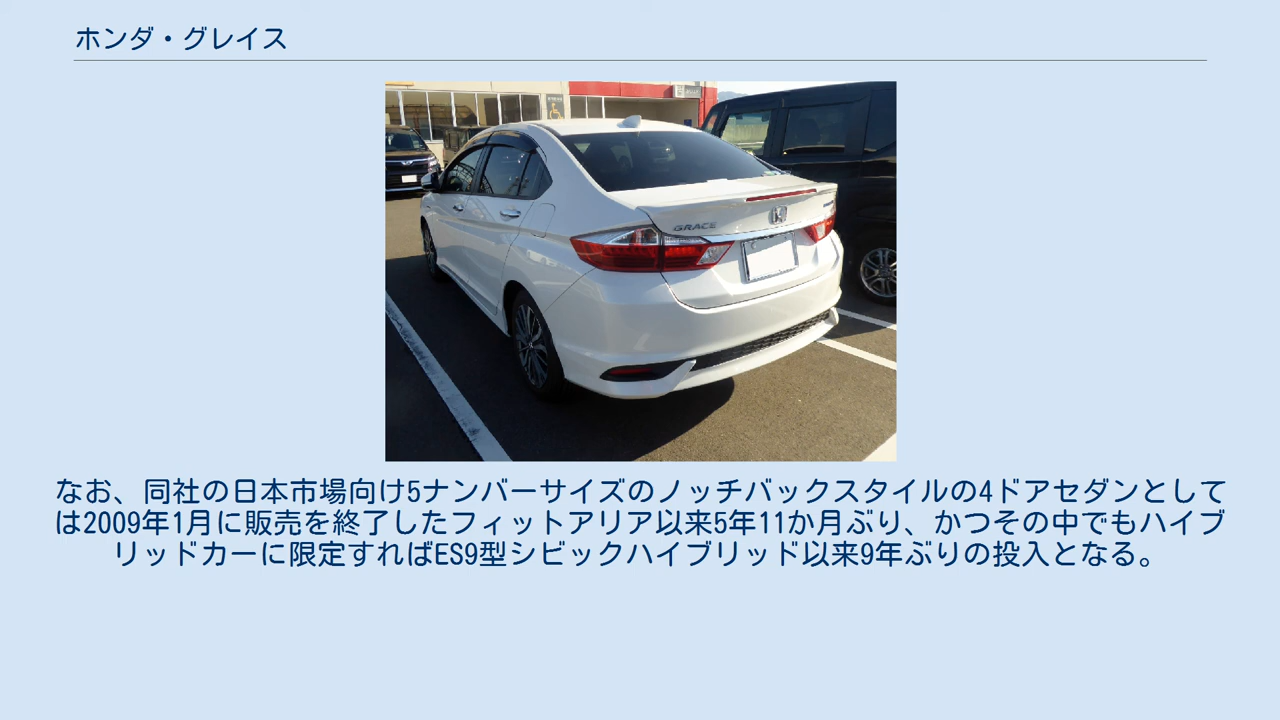 ホンダ・グレイス
GRACE
なお、同社の日本市場向け5ナンバーサイズのノッチバックスタイルの4ドアセダンとして
は2009年1月に販売を終了したフィットアリア以来5年11か月ぶり、かつその中でもハイブ
リッドカーに限定すればES9型シビックハイブリッド以来9年ぶりの投入となる。